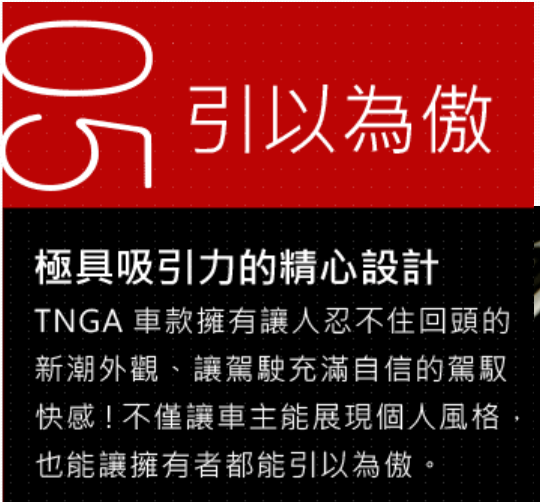 05
引以為傲
極具吸引力的精心設計
TNGA 車款擁有讓人忍不住回頭的
新潮外觀、讓駕駛充滿自信的駕馭
快感！不僅讓車主能展現個人風格，
也能讓擁有者都能引以為傲。